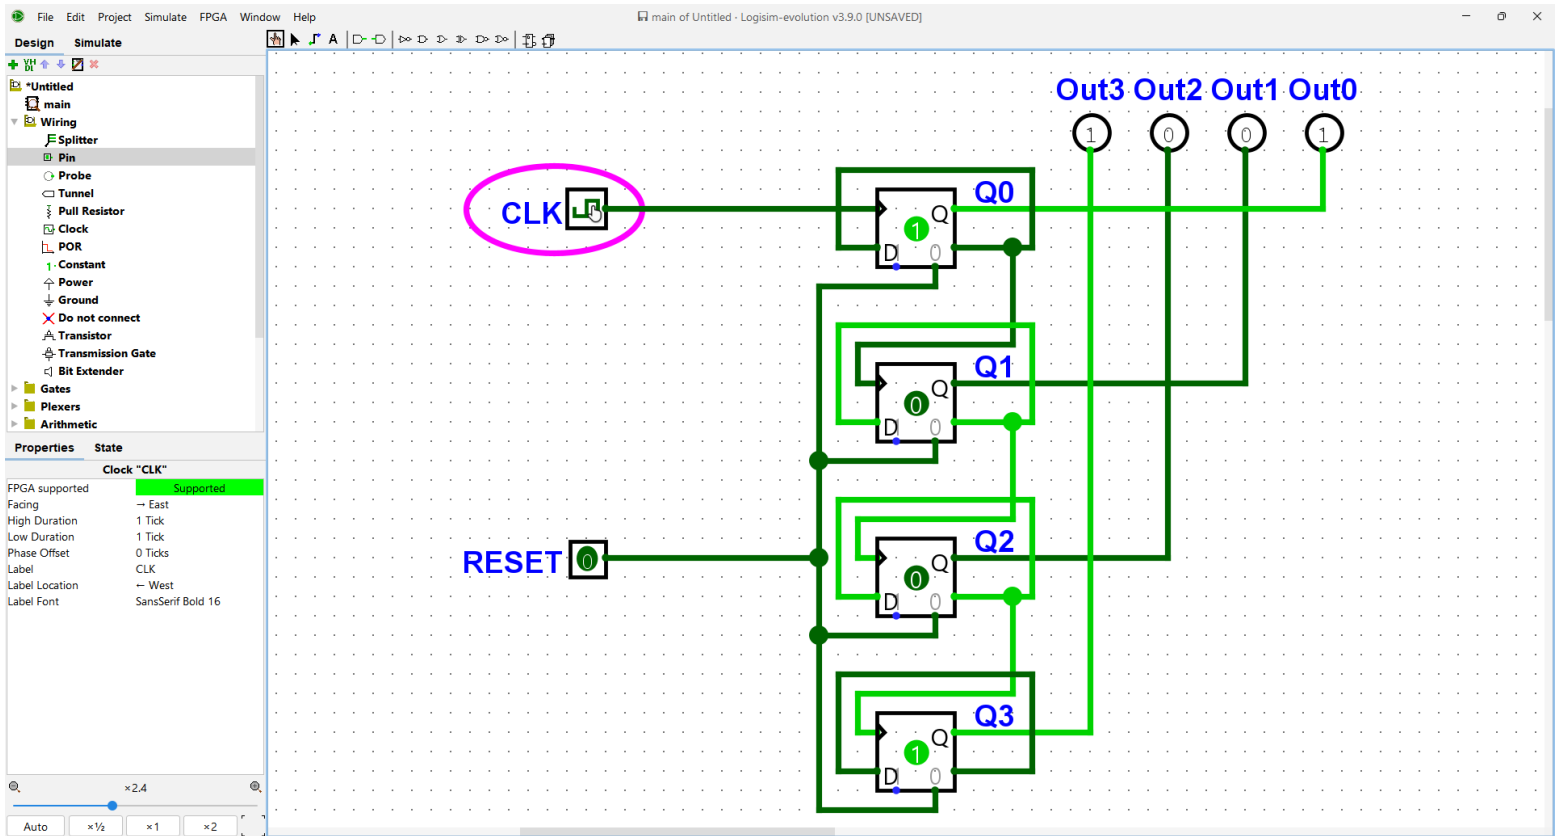 File Edit Project Simulate FPGA Window Help
main of Untitled · Logisim-evolution v3.9.0 [UNSAVED]
Design Simulate
A
VH
DL
*Untitled
main
Wiring
Splitter
Pin
Probe
Tunnel
Pull Resistor
Clock
POR
Constant
Power
Ground
Do not connect
Transistor
Transmission Gate
Bit Extender
Gates
Plexers
Arithmetic
Properties State
Clock "CLK"
FPGA supported Supported
Facing → East
High Duration 1 Tick
Low Duration 1 Tick
Phase Offset 0 Ticks
Label CLK
Label Location ← West
Label Font SansSerif Bold 16
×2.4
Auto ×½ ×1 ×2
Out3 Out2 Out1 Out0
1 0 0 1
CLK
Q0
Q
1
D 0
Q1
Q
0
D 0
RESET 0
Q2
Q
0
D 0
Q3
Q
1
D 0